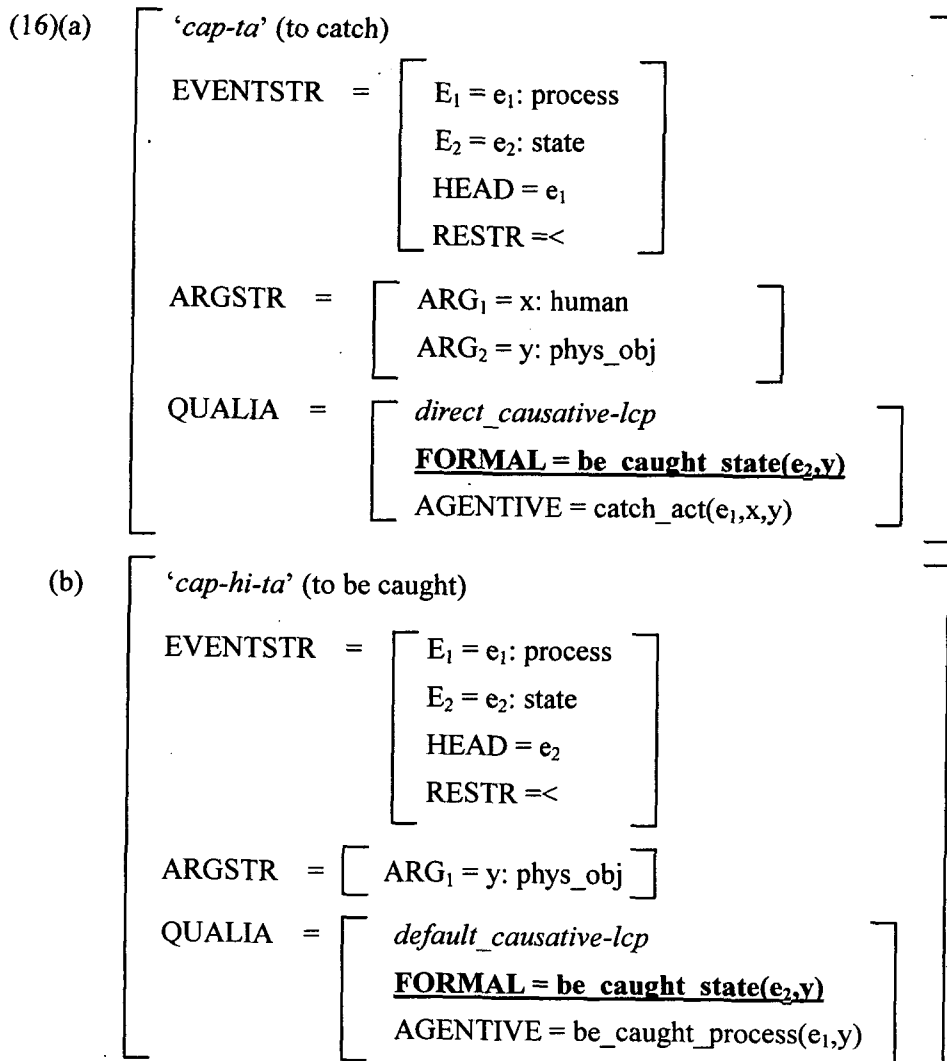 (16)(a) ‘cap-ta’ (to catch)
EVENTSTR = E₁ = e₁: process
E₂ = e₂: state
HEAD = e₁
RESTR =<
ARGSTR = ARG₁ = x: human
ARG₂ = y: phys_obj
QUALIA = direct_causative-lcp
FORMAL = be_caught_state(e₂,y)
AGENTIVE = catch_act(e₁,x,y)
(b) ‘cap-hi-ta’ (to be caught)
EVENTSTR = E₁ = e₁: process
E₂ = e₂: state
HEAD = e₂
RESTR =<
ARGSTR = ARG₁ = y: phys_obj
QUALIA = default_causative-lcp
FORMAL = be_caught_state(e₂,y)
AGENTIVE = be_caught_process(e₁,y)